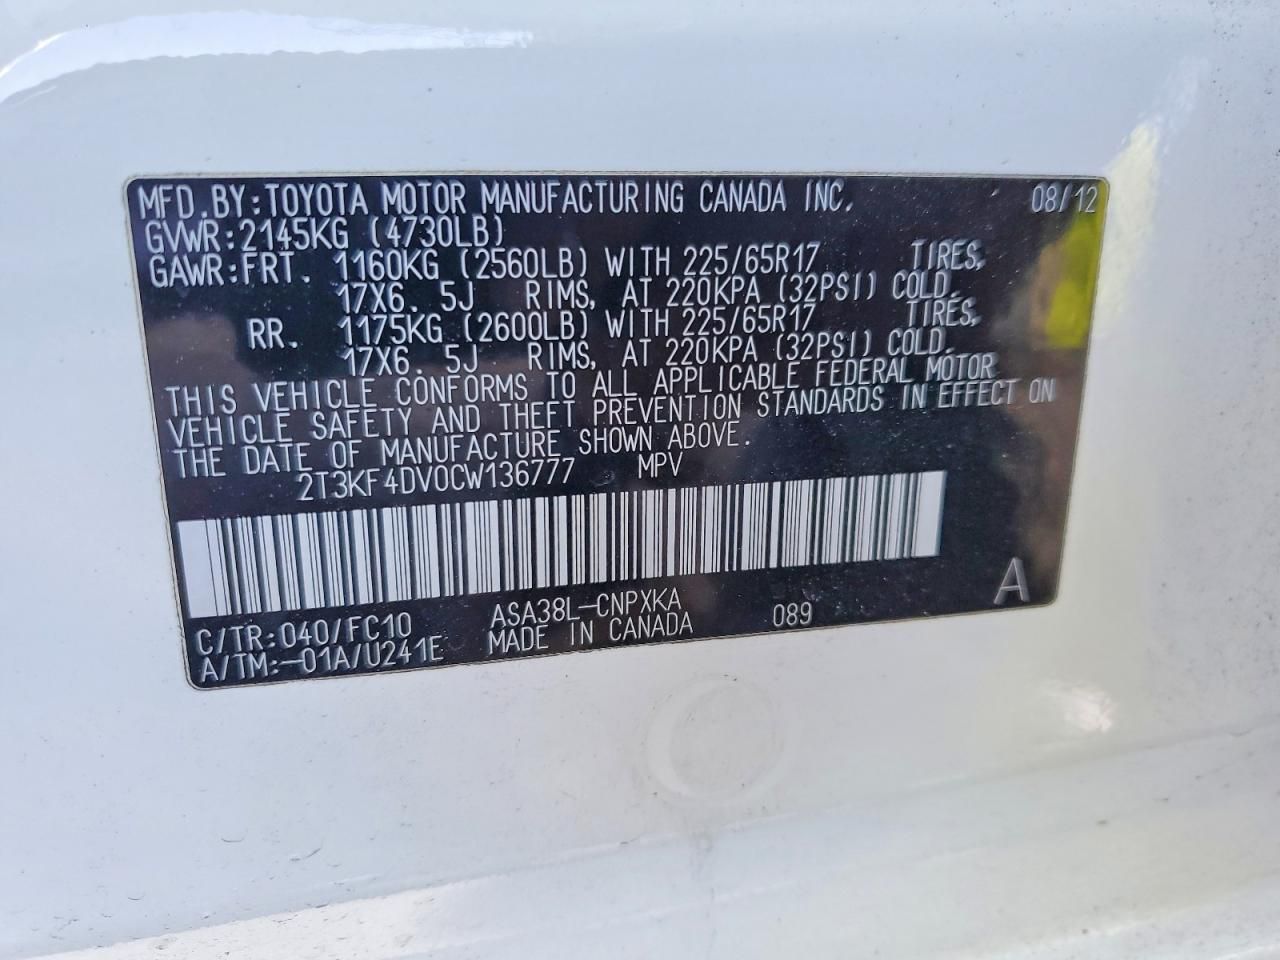 MFD.BY:TOYOTA MOTOR MANUFACTURING CANADA INC. 08/12
GVWR:2145KG (4730LB)
GAWR:FRT. 1160KG (2560LB) WITH 225/65R17 TIRES,
17X6. 5J RIMS, AT 220KPA (32PSI) COLD.
RR. 1175KG (2600LB) WITH 225/65R17 TIRES,
17X6. 5J RIMS, AT 220KPA (32PSI) COLD.
THIS VEHICLE CONFORMS TO ALL APPLICABLE FEDERAL MOTOR
VEHICLE SAFETY AND THEFT PREVENTION STANDARDS IN EFFECT ON
THE DATE OF MANUFACTURE SHOWN ABOVE.
2T3KF4DV0CW136777 MPV
C/TR:040/FC10 ASA38L-CNPXKA 089 A
A/TM:-01A/U241E MADE IN CANADA